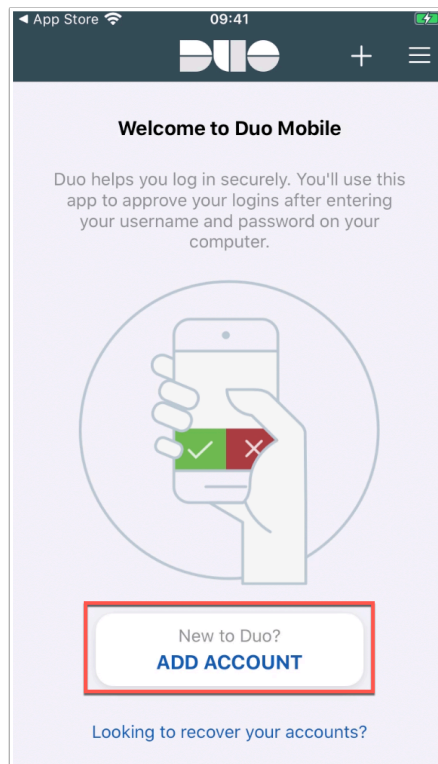 ◀ App Store 09:41
DUO
Welcome to Duo Mobile
Duo helps you log in securely. You'll use this
app to approve your logins after entering
your username and password on your
computer.
New to Duo?
ADD ACCOUNT
Looking to recover your accounts?